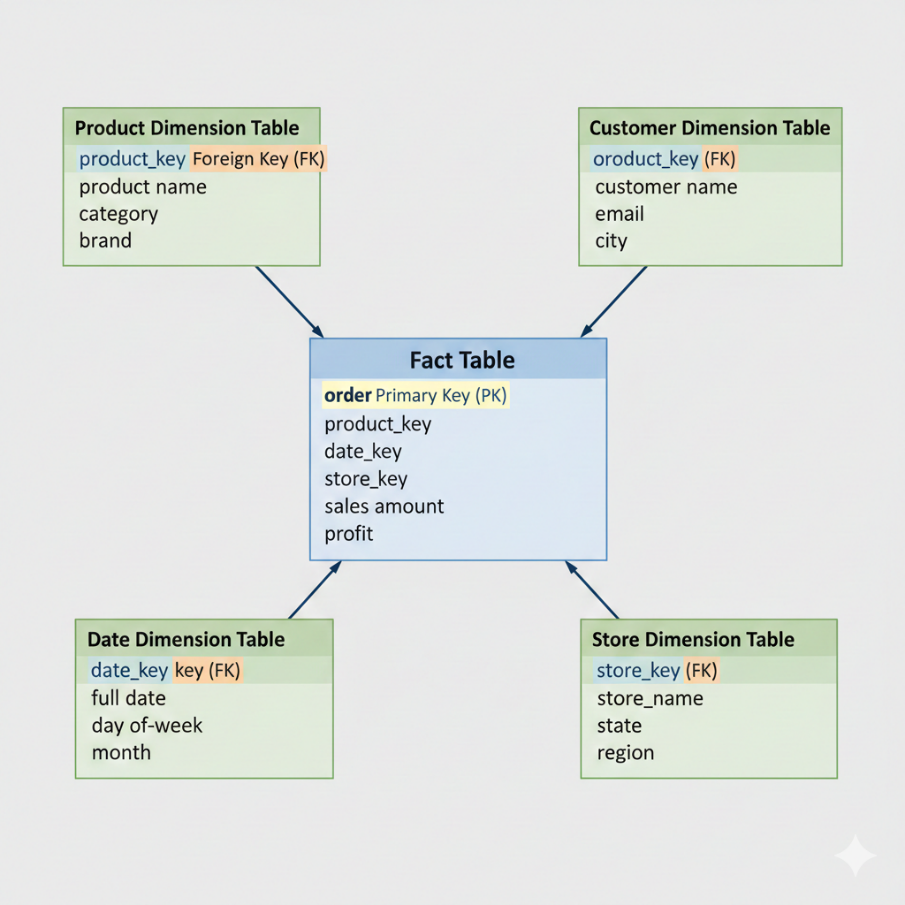 Product Dimension Table
product_key Foreign Key (FK)
product name
category
brand
Customer Dimension Table
oroduct_key (FK)
customer name
email
city
Fact Table
order Primary Key (PK)
product_key
date_key
store_key
sales amount
profit
Date Dimension Table
date_key key (FK)
full date
day of-week
month
Store Dimension Table
store_key (FK)
store_name
state
region